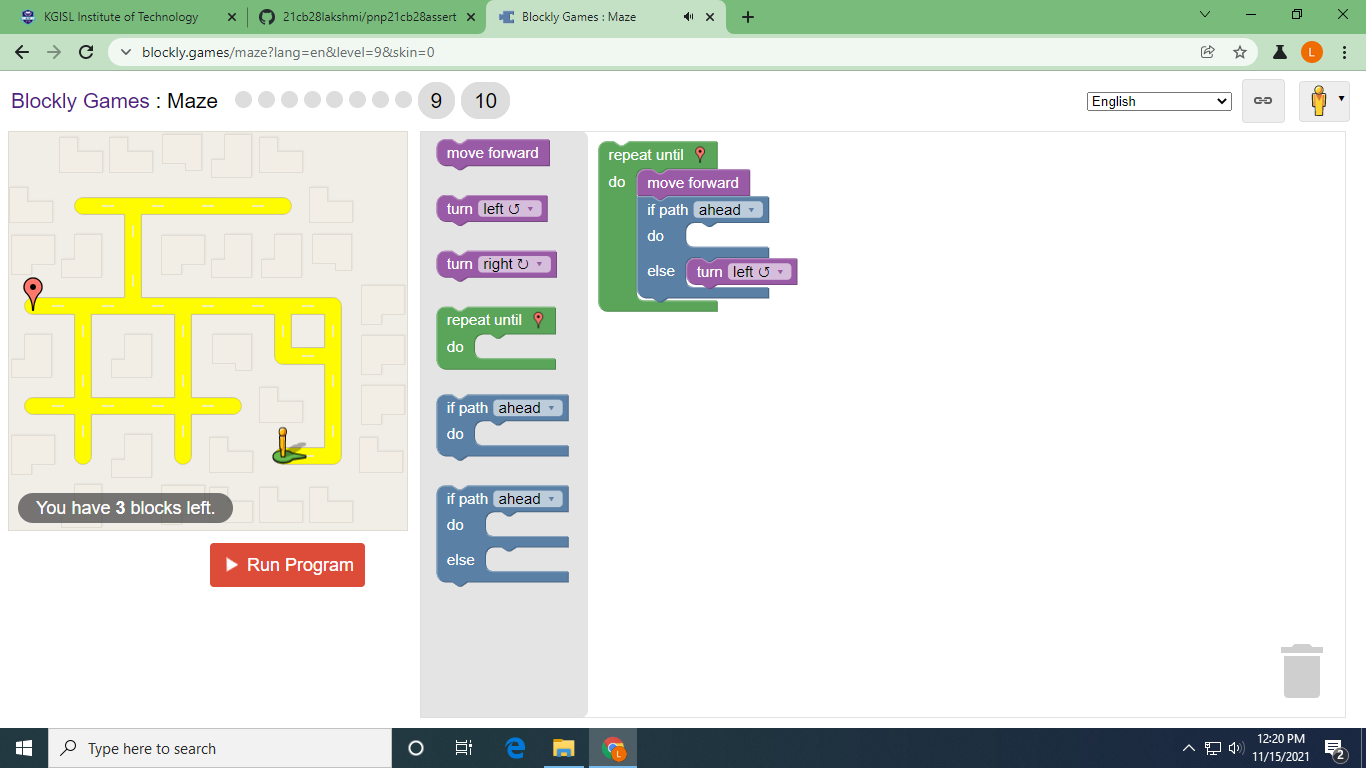 KGISL Institute of Technology
21cb28lakshmi/pnp21cb28assert
Blockly Games : Maze
blockly.games/maze?lang=en&level=9&skin=0
L
Blockly Games : Maze
9
10
English
move forward
turn left ↺
turn right ↻
repeat until
do
if path ahead
do
if path ahead
do
else
repeat until
do
move forward
if path ahead
do
else
turn left ↺
You have 3 blocks left.
Run Program
Type here to search
L
12:20 PM
11/15/2021
2